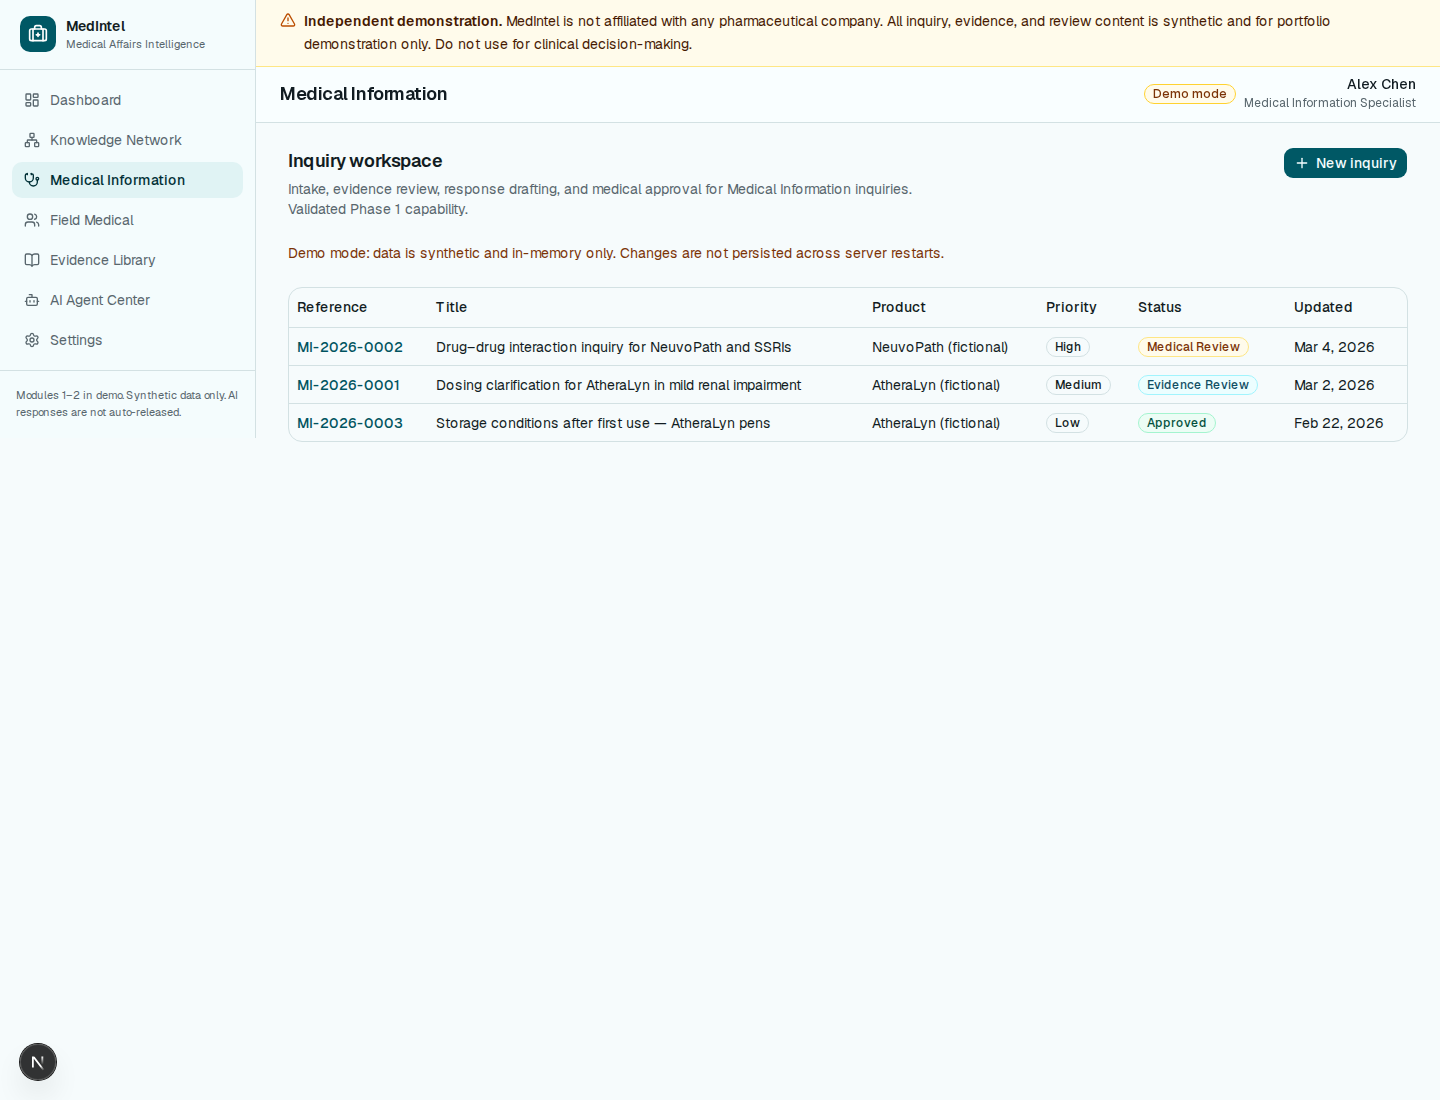 MedIntel
Medical Affairs Intelligence
Dashboard
Knowledge Network
Medical Information
Field Medical
Evidence Library
AI Agent Center
Settings
Modules 1–2 in demo. Synthetic data only. AI
responses are not auto-released.
Independent demonstration. MedIntel is not affiliated with any pharmaceutical company. All inquiry, evidence, and review content is synthetic and for portfolio
demonstration only. Do not use for clinical decision-making.
Medical Information
Demo mode
Alex Chen
Medical Information Specialist
Inquiry workspace
New inquiry
Intake, evidence review, response drafting, and medical approval for Medical Information inquiries.
Validated Phase 1 capability.
Demo mode: data is synthetic and in-memory only. Changes are not persisted across server restarts.
Reference Title Product Priority Status Updated
MI-2026-0002 Drug–drug interaction inquiry for NeuvoPath and SSRIs NeuvoPath (fictional) High Medical Review Mar 4, 2026
MI-2026-0001 Dosing clarification for AtheraLyn in mild renal impairment AtheraLyn (fictional) Medium Evidence Review Mar 2, 2026
MI-2026-0003 Storage conditions after first use — AtheraLyn pens AtheraLyn (fictional) Low Approved Feb 22, 2026
N